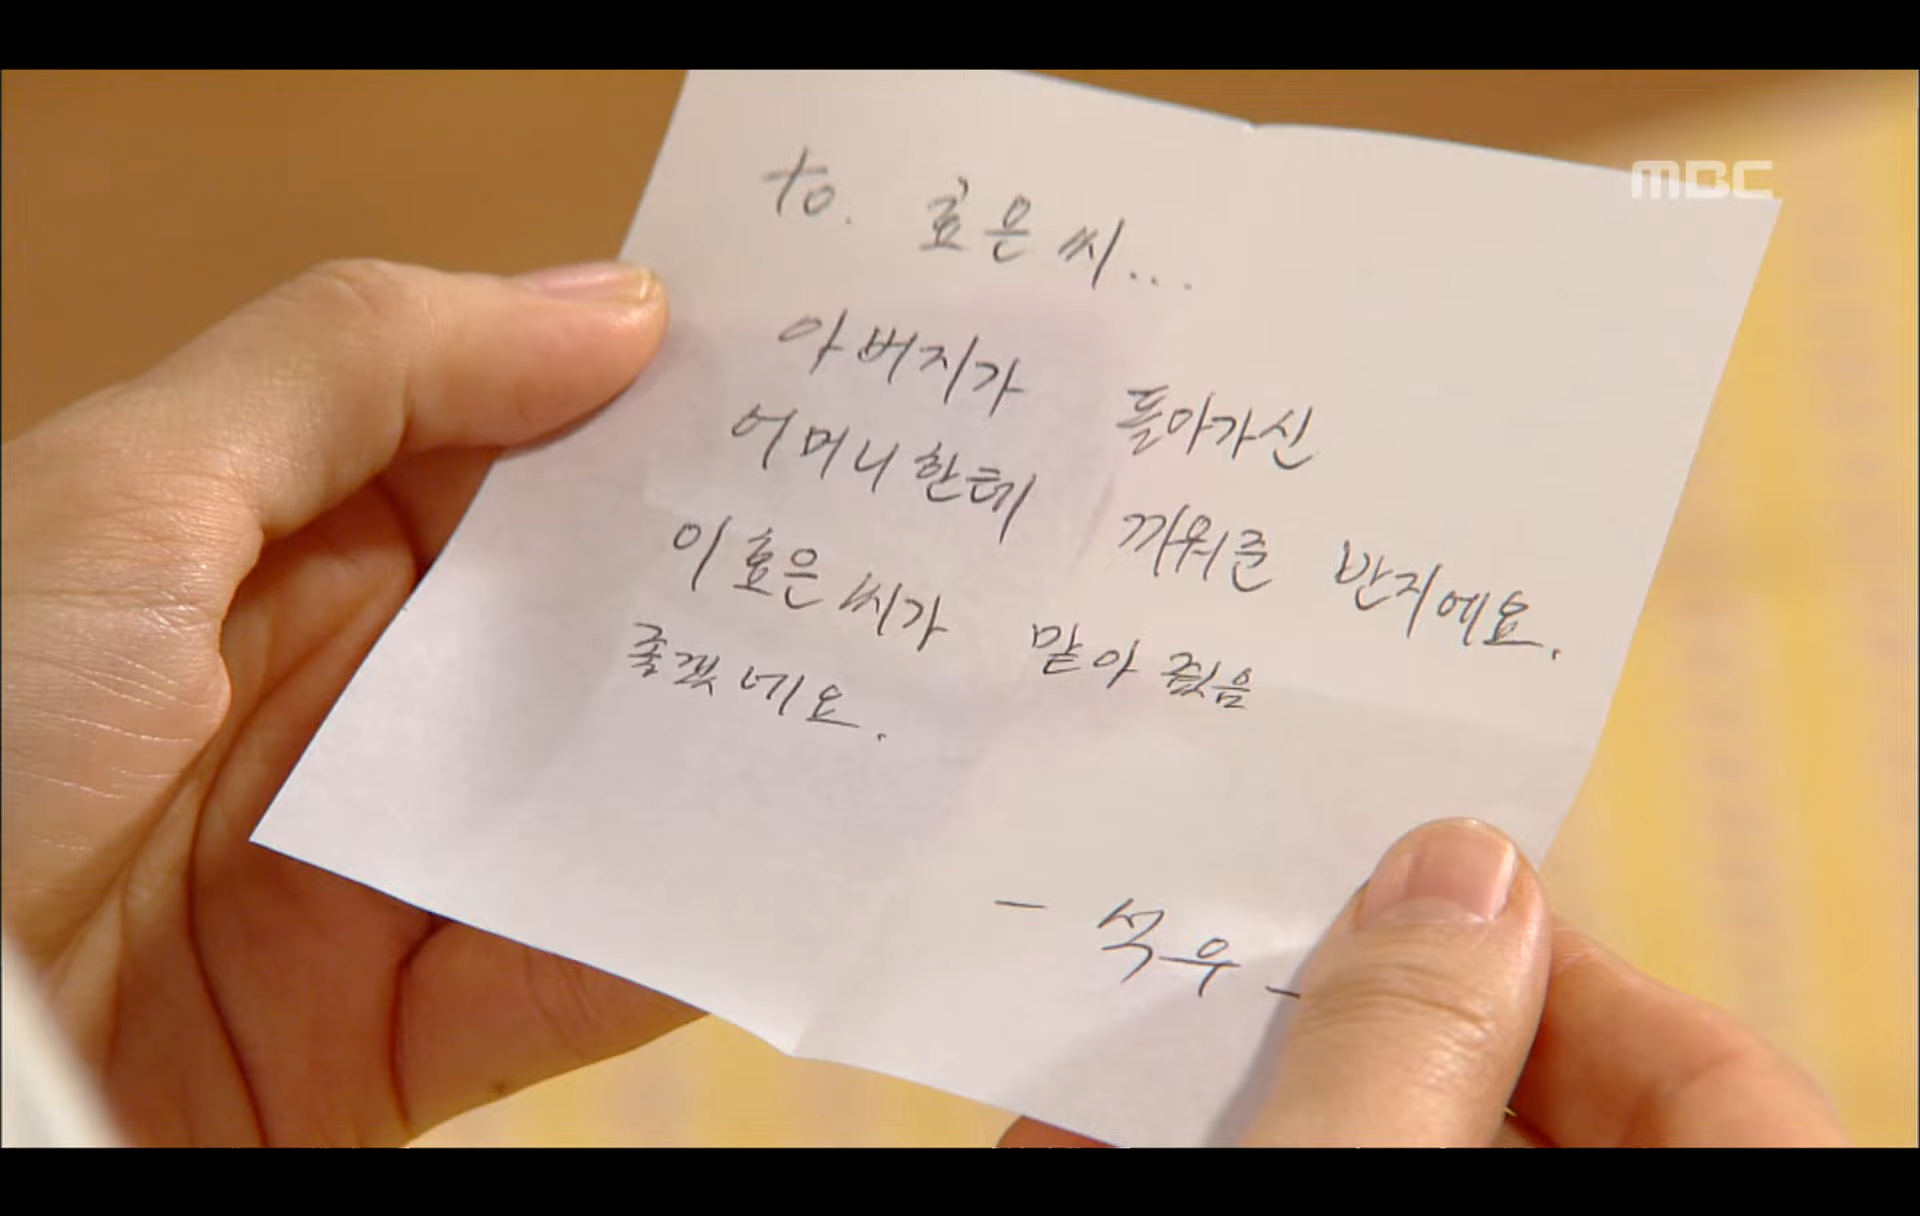 MBC
to. 효은 씨...
아버지가 돌아가신
어머니한테 끼워준 반지에요.
이효은 씨가 맡아 줬음
좋겠네요.
- 석우 -